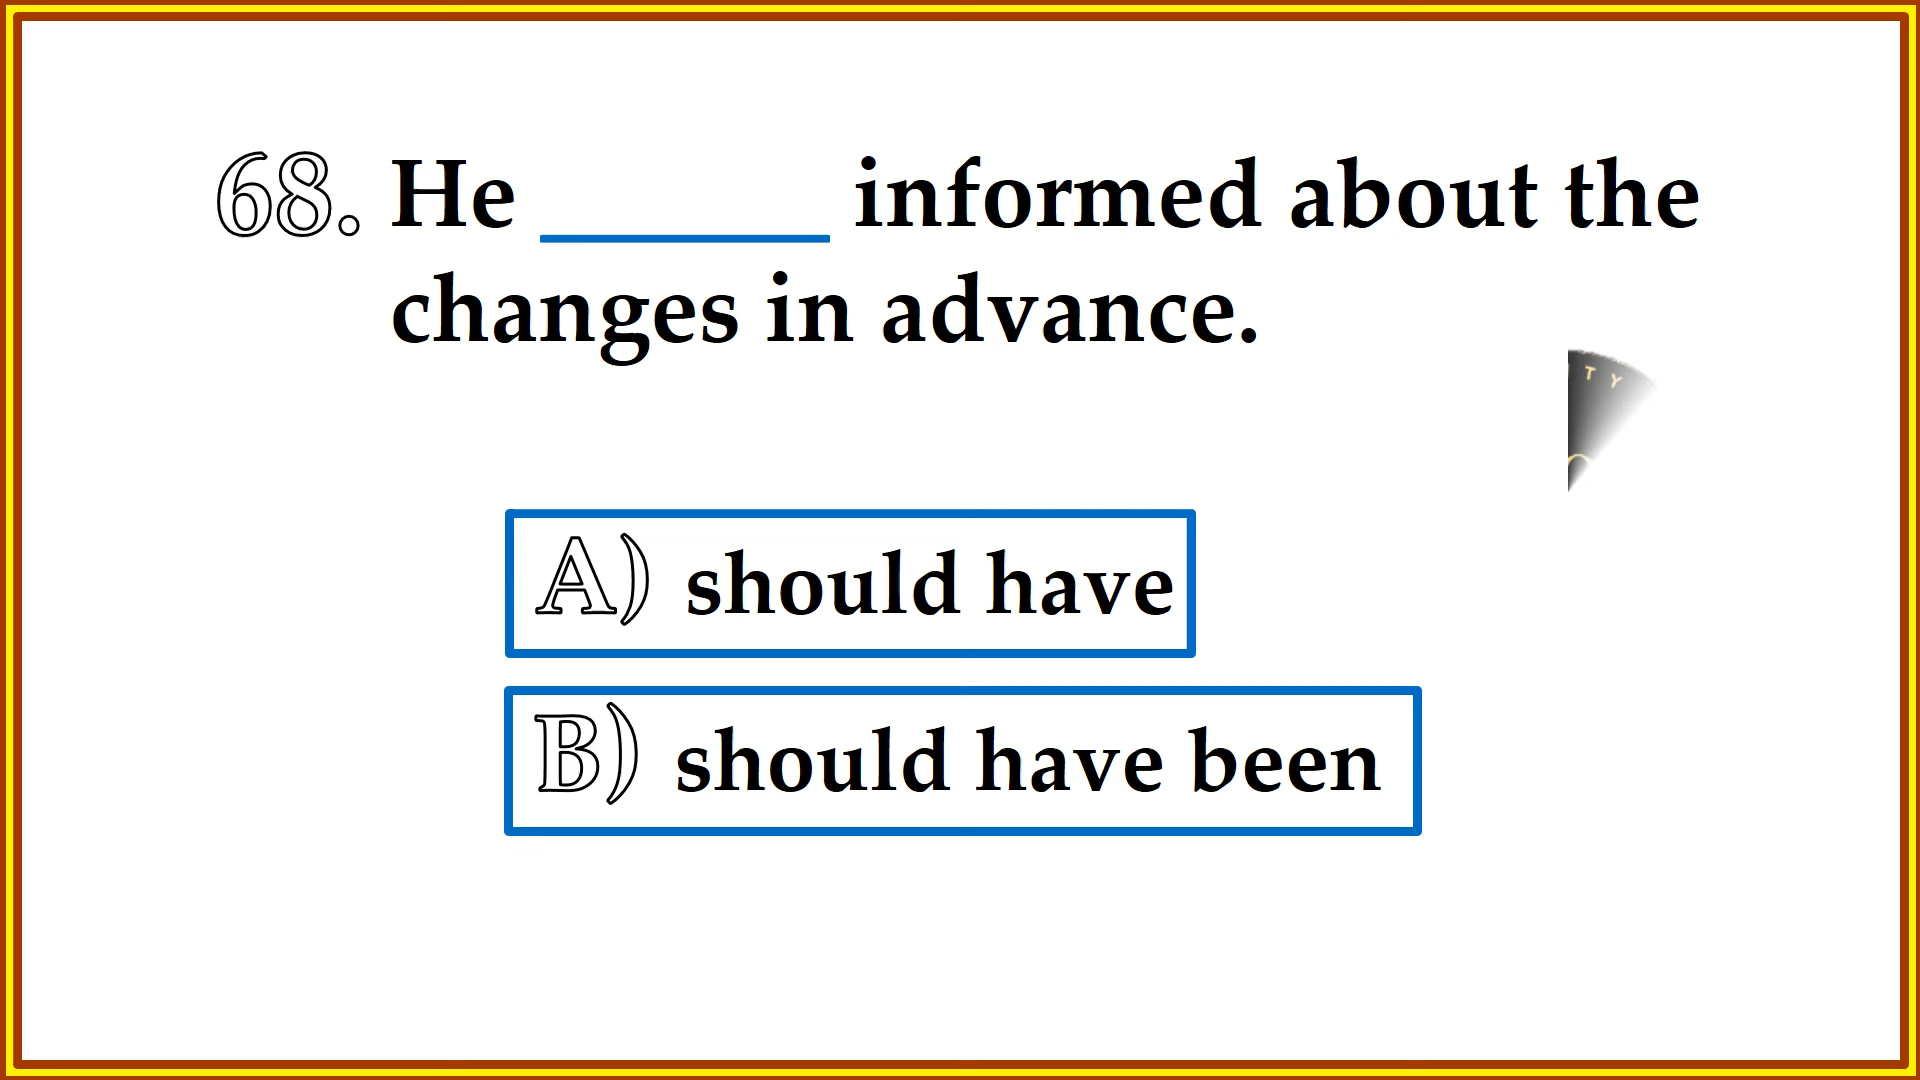 68. He ______ informed about the
changes in advance.
T Y
A) should have
B) should have been